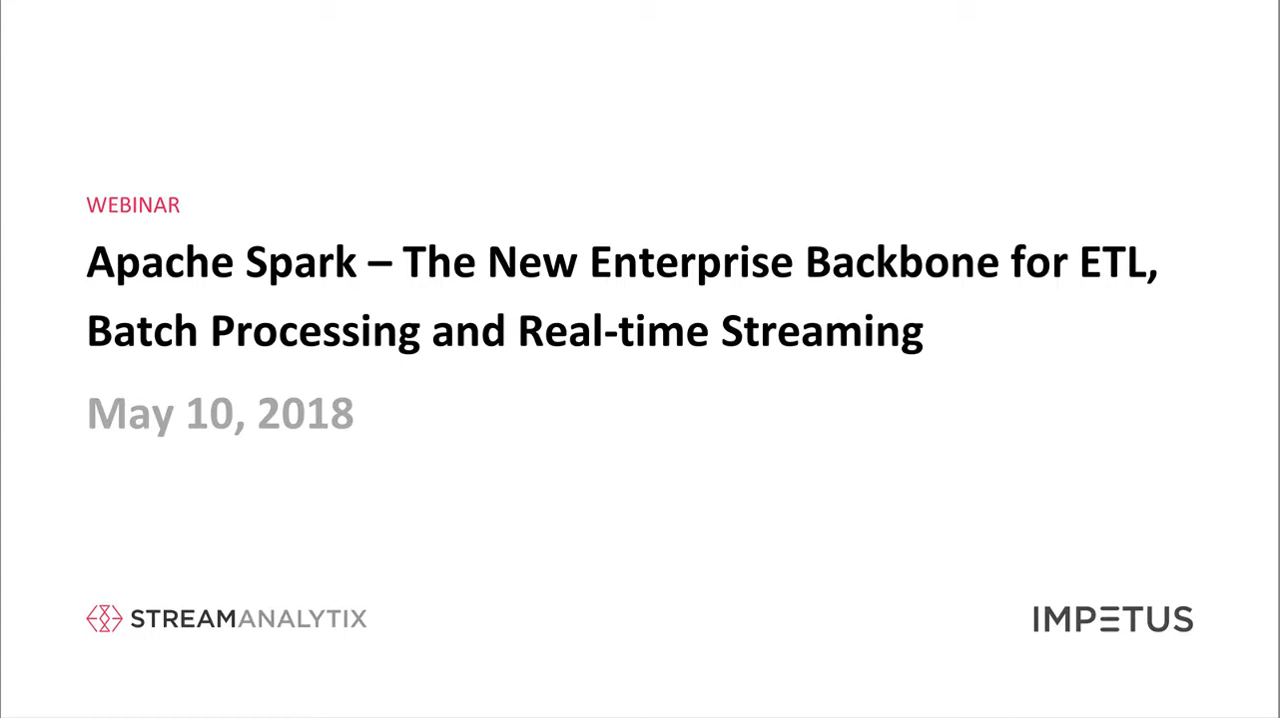 WEBINAR
Apache Spark – The New Enterprise Backbone for ETL,
Batch Processing and Real-time Streaming
May 10, 2018
STREAMANALYTIX
IMPETUS